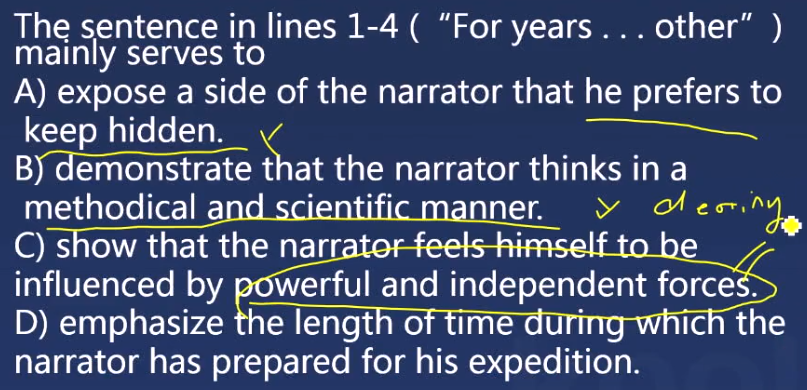 The sentence in lines 1-4 ( “For years . . . other” )
mainly serves to
A) expose a side of the narrator that he prefers to
keep hidden.
B) demonstrate that the narrator thinks in a
methodical and scientific manner.
C) show that the narrator feels himself to be
influenced by powerful and independent forces.
D) emphasize the length of time during which the
narrator has prepared for his expedition.